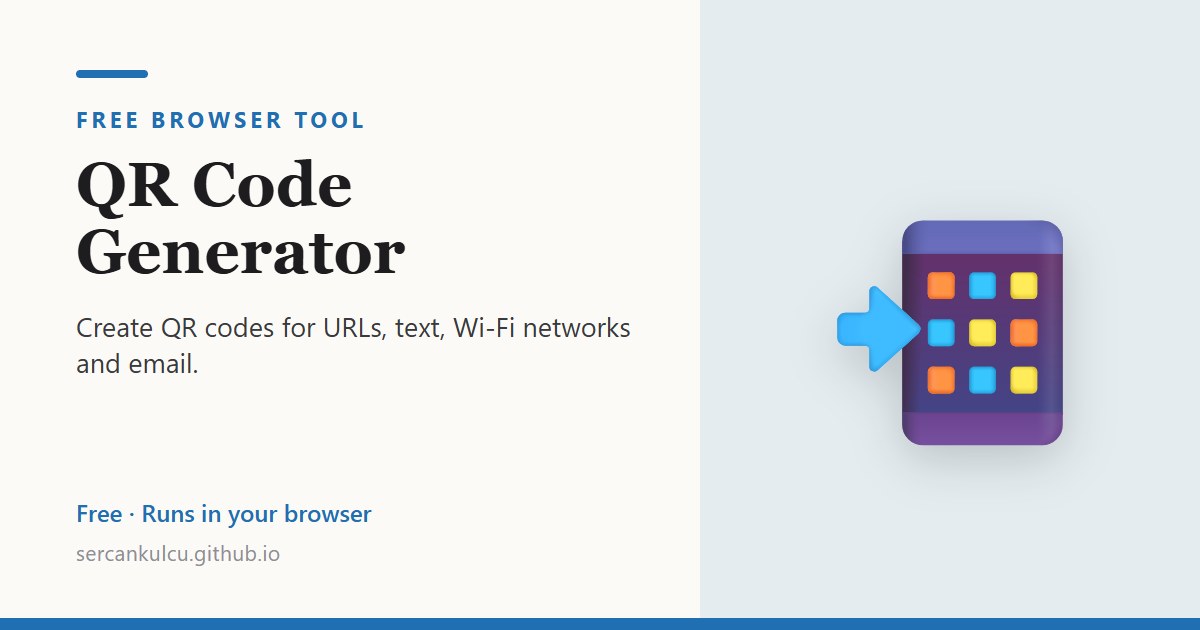 FREE BROWSER TOOL
QR Code
Generator
Create QR codes for URLs, text, Wi-Fi networks
and email.
Free · Runs in your browser
sercankulcu.github.io